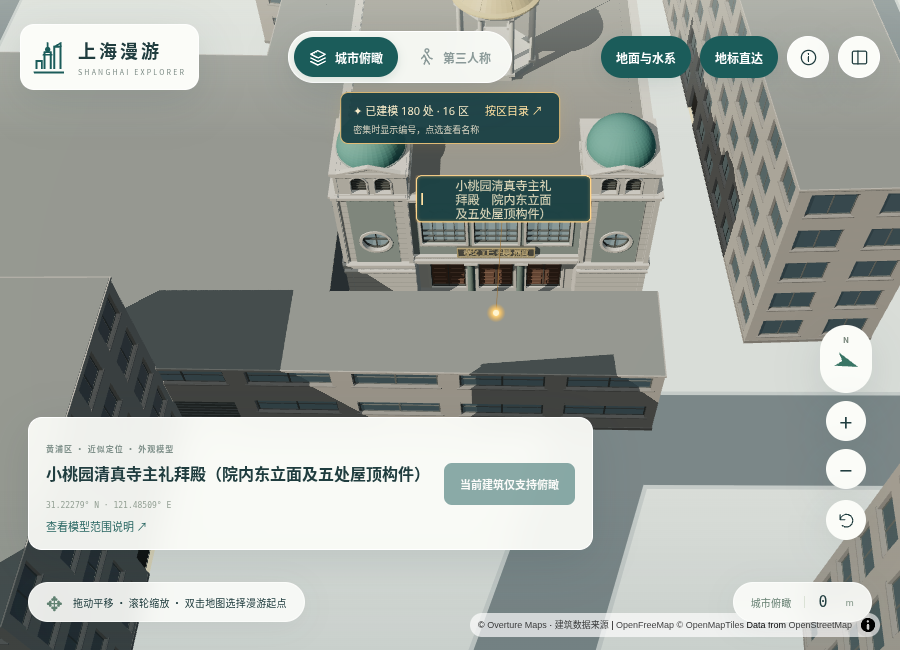 上海漫游
SHANGHAI EXPLORER
城市俯瞰
第三人称
地面与水系
地标直达
✦ 已建模 180 处 · 16 区 按区目录 ↗
密集时显示编号，点选查看名称
小桃园清真寺主礼
拜殿 院内东立面
及五处屋顶构件）
N
黄浦区 · 近似定位 · 外观模型
小桃园清真寺主礼拜殿（院内东立面及五处屋顶构件）
当前建筑仅支持俯瞰
31.22279° N · 121.48509° E
查看模型范围说明 ↗
+
−
拖动平移 · 滚轮缩放 · 双击地图选择漫游起点
城市俯瞰 0 m
© Overture Maps · 建筑数据来源 | OpenFreeMap © OpenMapTiles Data from OpenStreetMap